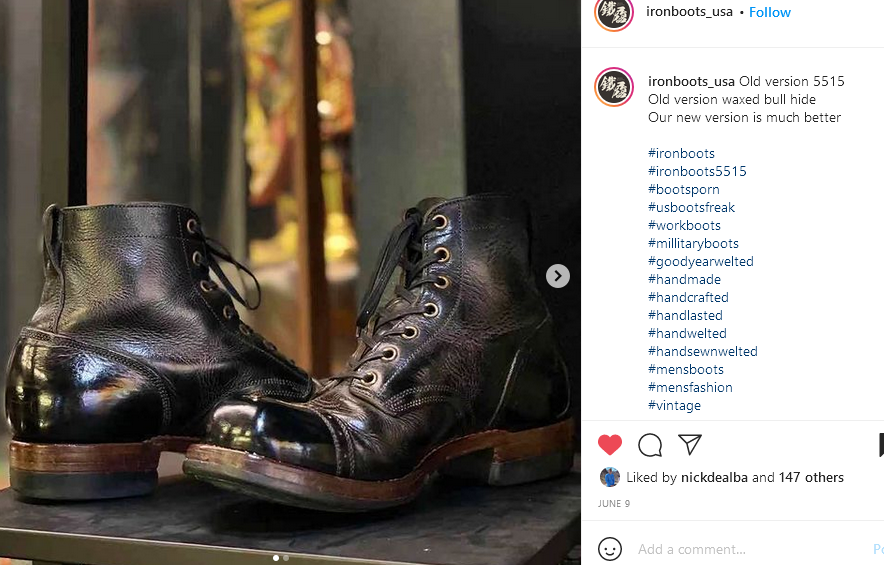 ironboots_usa • Follow
ironboots_usa Old version 5515
Old version waxed bull hide
Our new version is much better
#ironboots
#ironboots5515
#bootsporn
#usbootsfreak
#workboots
#millitaryboots
#goodyearwelted
#handmade
#handcrafted
#handlasted
#handwelted
#handsewnwelted
#mensboots
#mensfashion
#vintage
Liked by nickdealba and 147 others
JUNE 9
Add a comment...